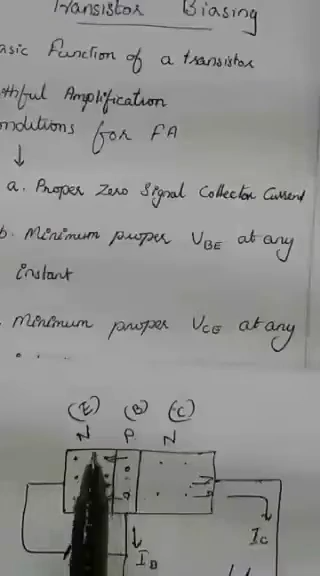 Transistor Biasing
asic Function of a transistor
thful Amplification
onditions for FA
a. Proper Zero Signal Collector Current
b. Minimum proper VBE at any
instant
Minimum proper VCE at any
(E) (B) (C)
N P N
IB
IC